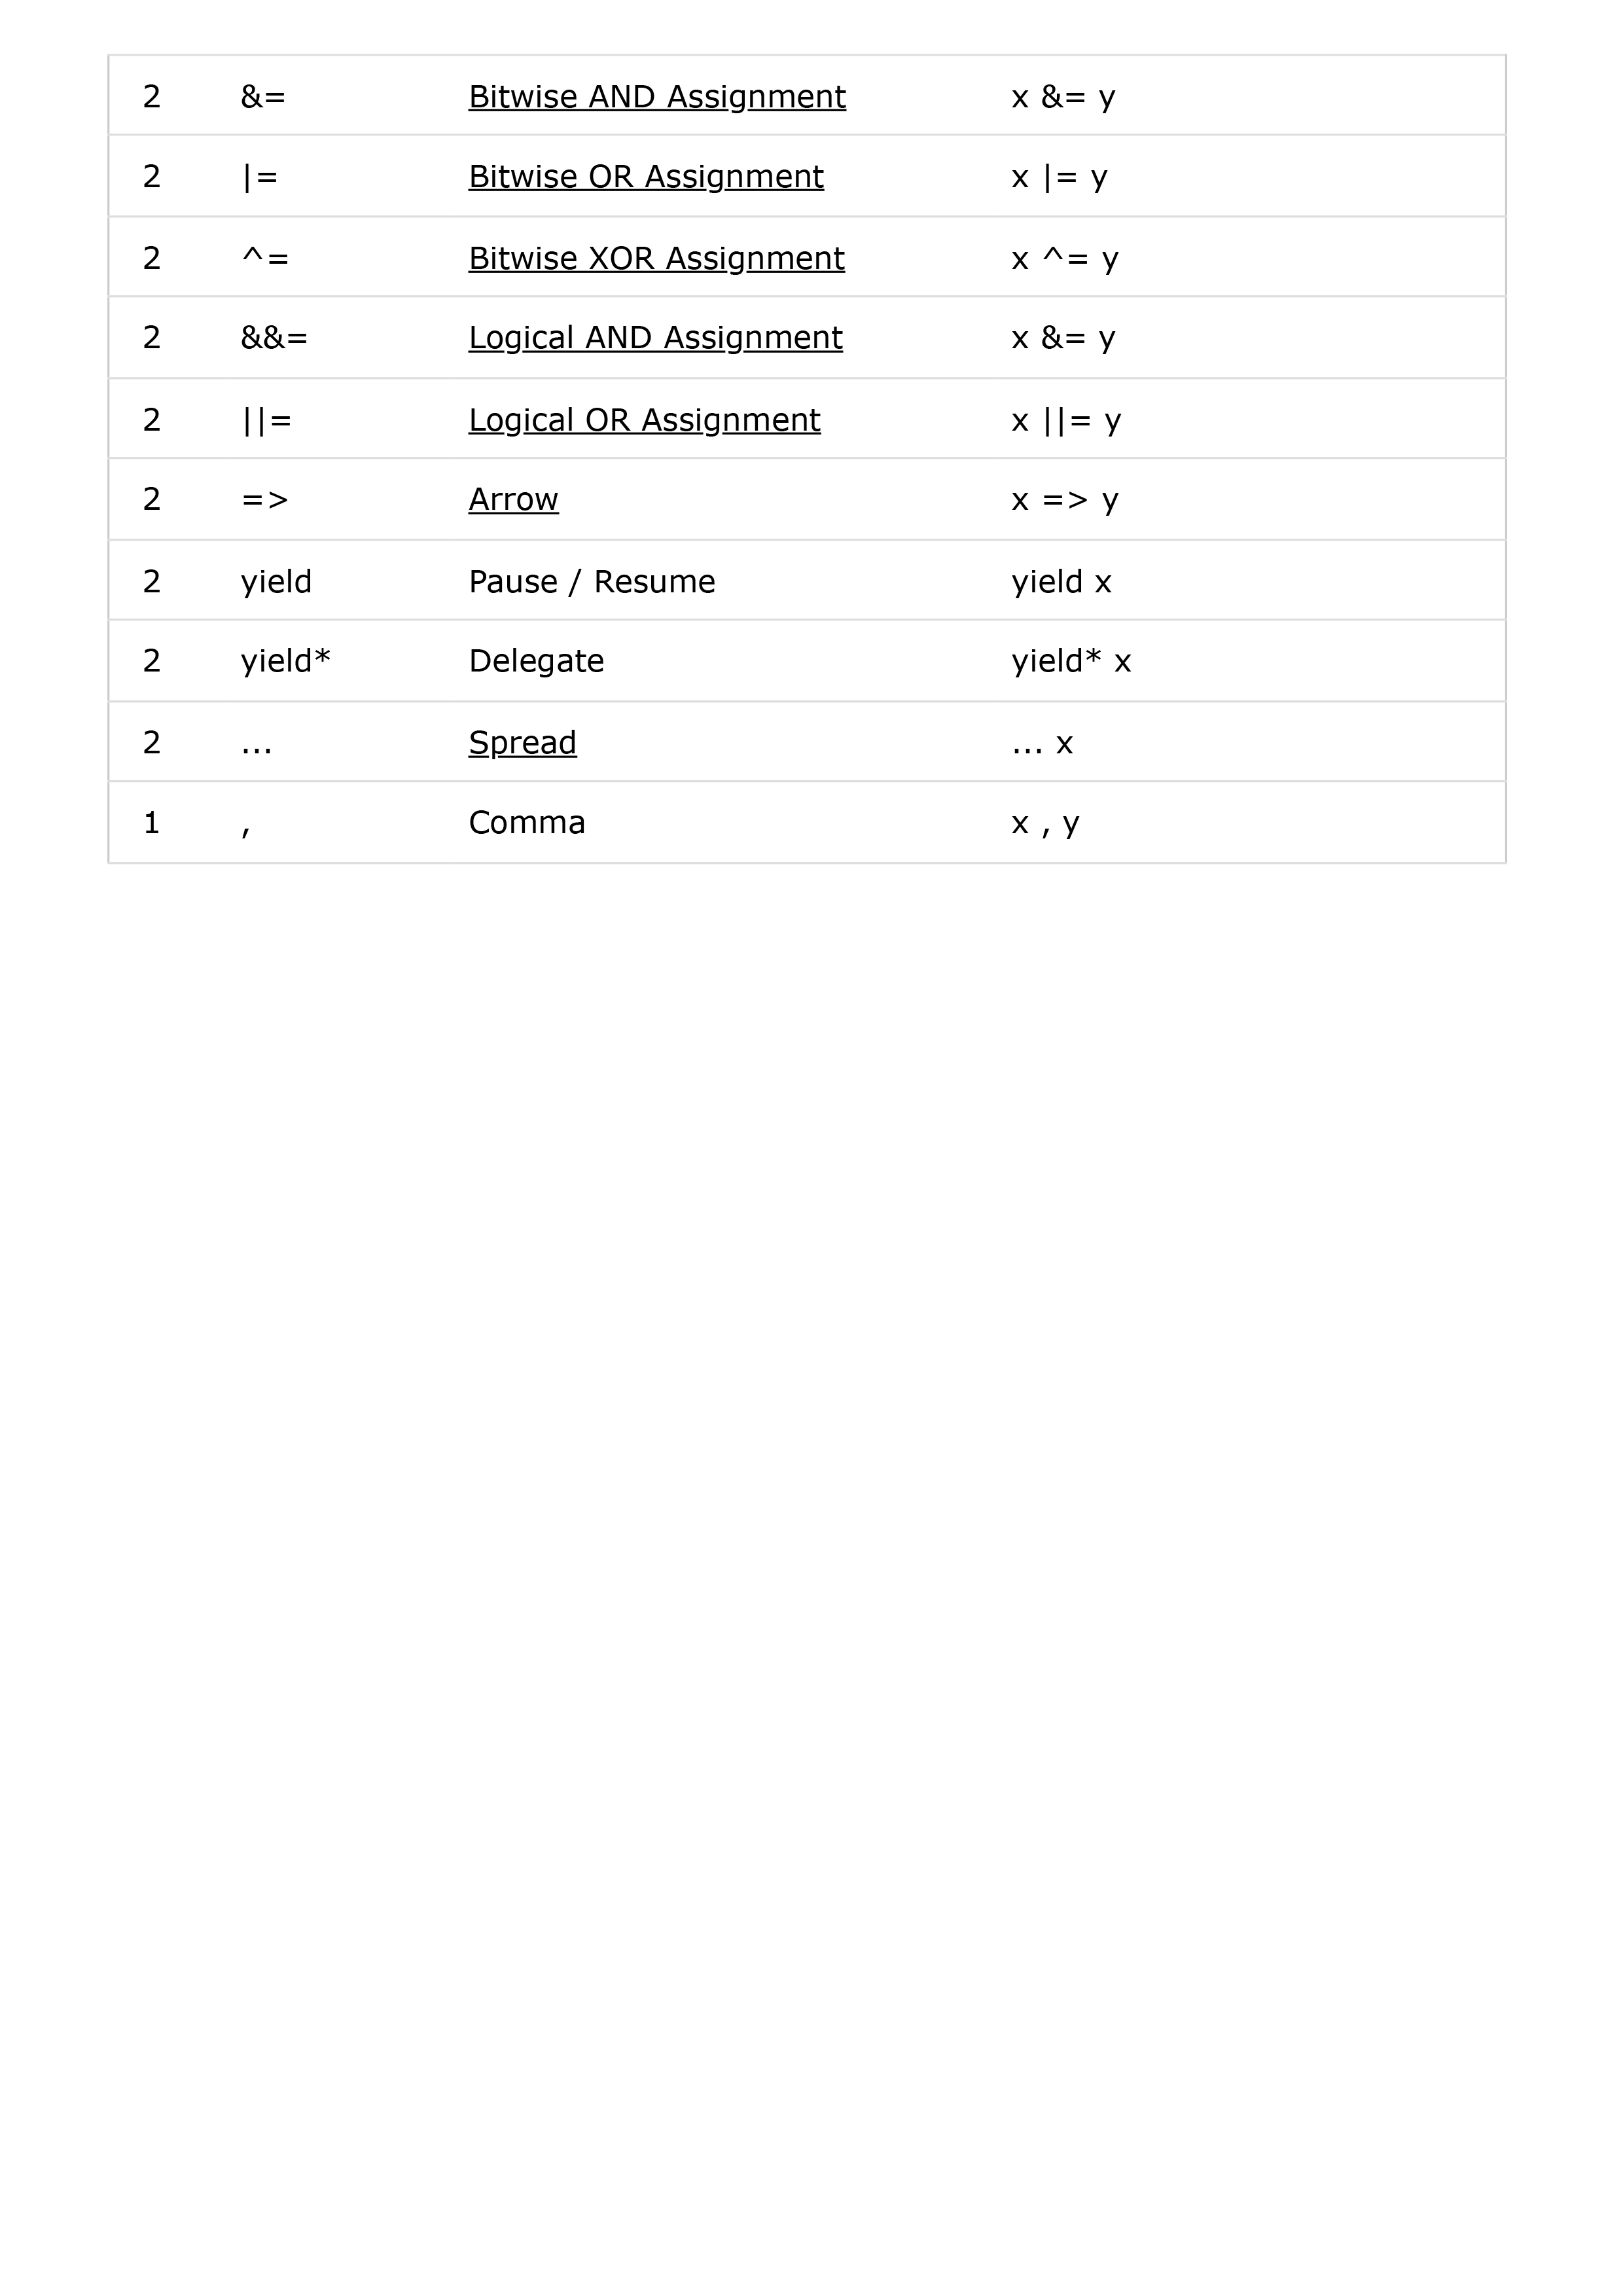 2 &= Bitwise AND Assignment x &= y
2 |= Bitwise OR Assignment x |= y
2 ^= Bitwise XOR Assignment x ^= y
2 &&= Logical AND Assignment x &= y
2 ||= Logical OR Assignment x ||= y
2 => Arrow x => y
2 yield Pause / Resume yield x
2 yield* Delegate yield* x
2 ... Spread ... x
1 , Comma x , y